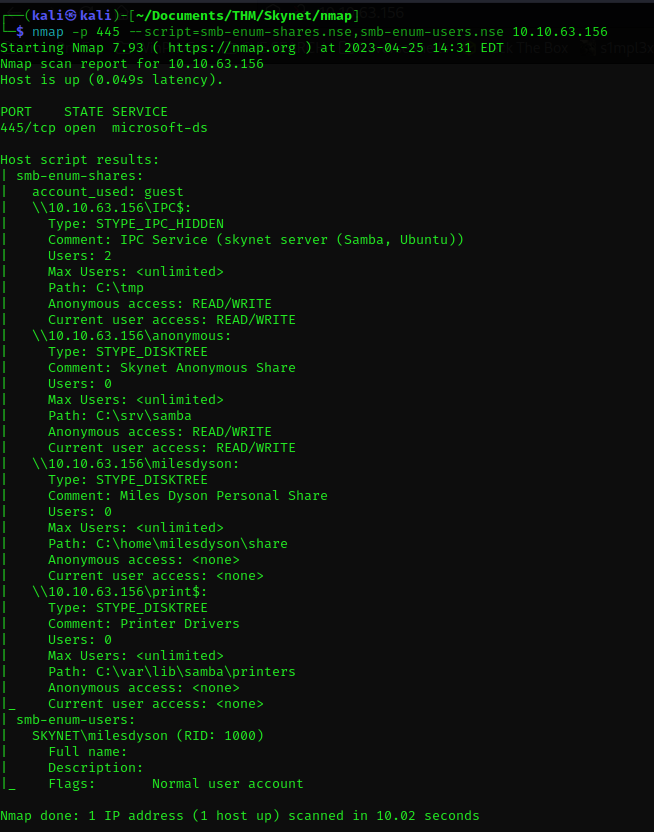 ┌──(kali㉿kali)-[~/Documents/THM/Skynet/nmap]
└─$ nmap -p 445 --script=smb-enum-shares.nse,smb-enum-users.nse 10.10.63.156
Starting Nmap 7.93 ( https://nmap.org ) at 2023-04-25 14:31 EDT
Nmap scan report for 10.10.63.156
Host is up (0.049s latency).

PORT    STATE SERVICE
445/tcp open  microsoft-ds

Host script results:
| smb-enum-shares:
|   account_used: guest
|   \\10.10.63.156\IPC$:
|     Type: STYPE_IPC_HIDDEN
|     Comment: IPC Service (skynet server (Samba, Ubuntu))
|     Users: 2
|     Max Users: <unlimited>
|     Path: C:\tmp
|     Anonymous access: READ/WRITE
|     Current user access: READ/WRITE
|   \\10.10.63.156\anonymous:
|     Type: STYPE_DISKTREE
|     Comment: Skynet Anonymous Share
|     Users: 0
|     Max Users: <unlimited>
|     Path: C:\srv\samba
|     Anonymous access: READ/WRITE
|     Current user access: READ/WRITE
|   \\10.10.63.156\milesdyson:
|     Type: STYPE_DISKTREE
|     Comment: Miles Dyson Personal Share
|     Users: 0
|     Max Users: <unlimited>
|     Path: C:\home\milesdyson\share
|     Anonymous access: <none>
|     Current user access: <none>
|   \\10.10.63.156\print$:
|     Type: STYPE_DISKTREE
|     Comment: Printer Drivers
|     Users: 0
|     Max Users: <unlimited>
|     Path: C:\var\lib\samba\printers
|     Anonymous access: <none>
|_    Current user access: <none>
| smb-enum-users:
|   SKYNET\milesdyson (RID: 1000)
|     Full name:
|     Description:
|_    Flags:       Normal user account

Nmap done: 1 IP address (1 host up) scanned in 10.02 seconds